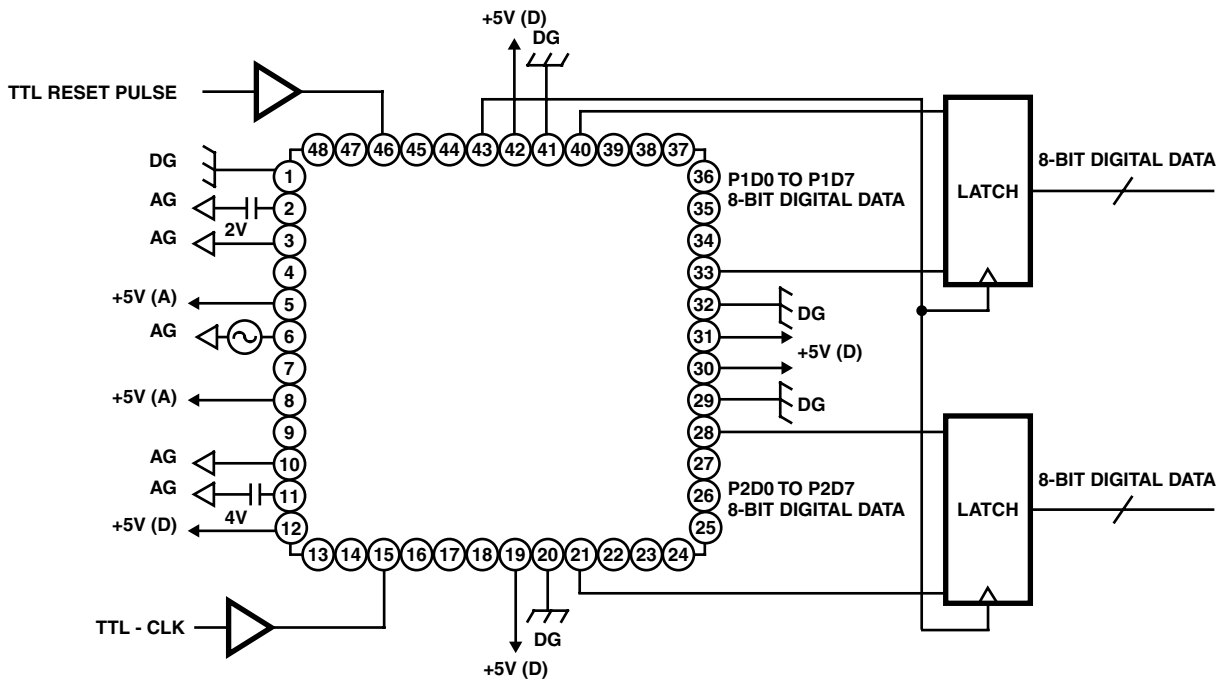 +5V (D)
DG
TTL RESET PULSE
48 47 46 45 44 43 42 41 40 39 38 37
DG
AG
2V
AG
+5V (A)
AG
+5V (A)
AG
AG
4V
+5V (D)
1
2
3
4
5
6
7
8
9
10
11
12
36
35
34
33
32
31
30
29
28
27
26
25
P1D0 TO P1D7
8-BIT DIGITAL DATA
DG
+5V (D)
DG
P2D0 TO P2D7
8-BIT DIGITAL DATA
LATCH
8-BIT DIGITAL DATA
LATCH
8-BIT DIGITAL DATA
13 14 15 16 17 18 19 20 21 22 23 24
TTL - CLK
DG
+5V (D)